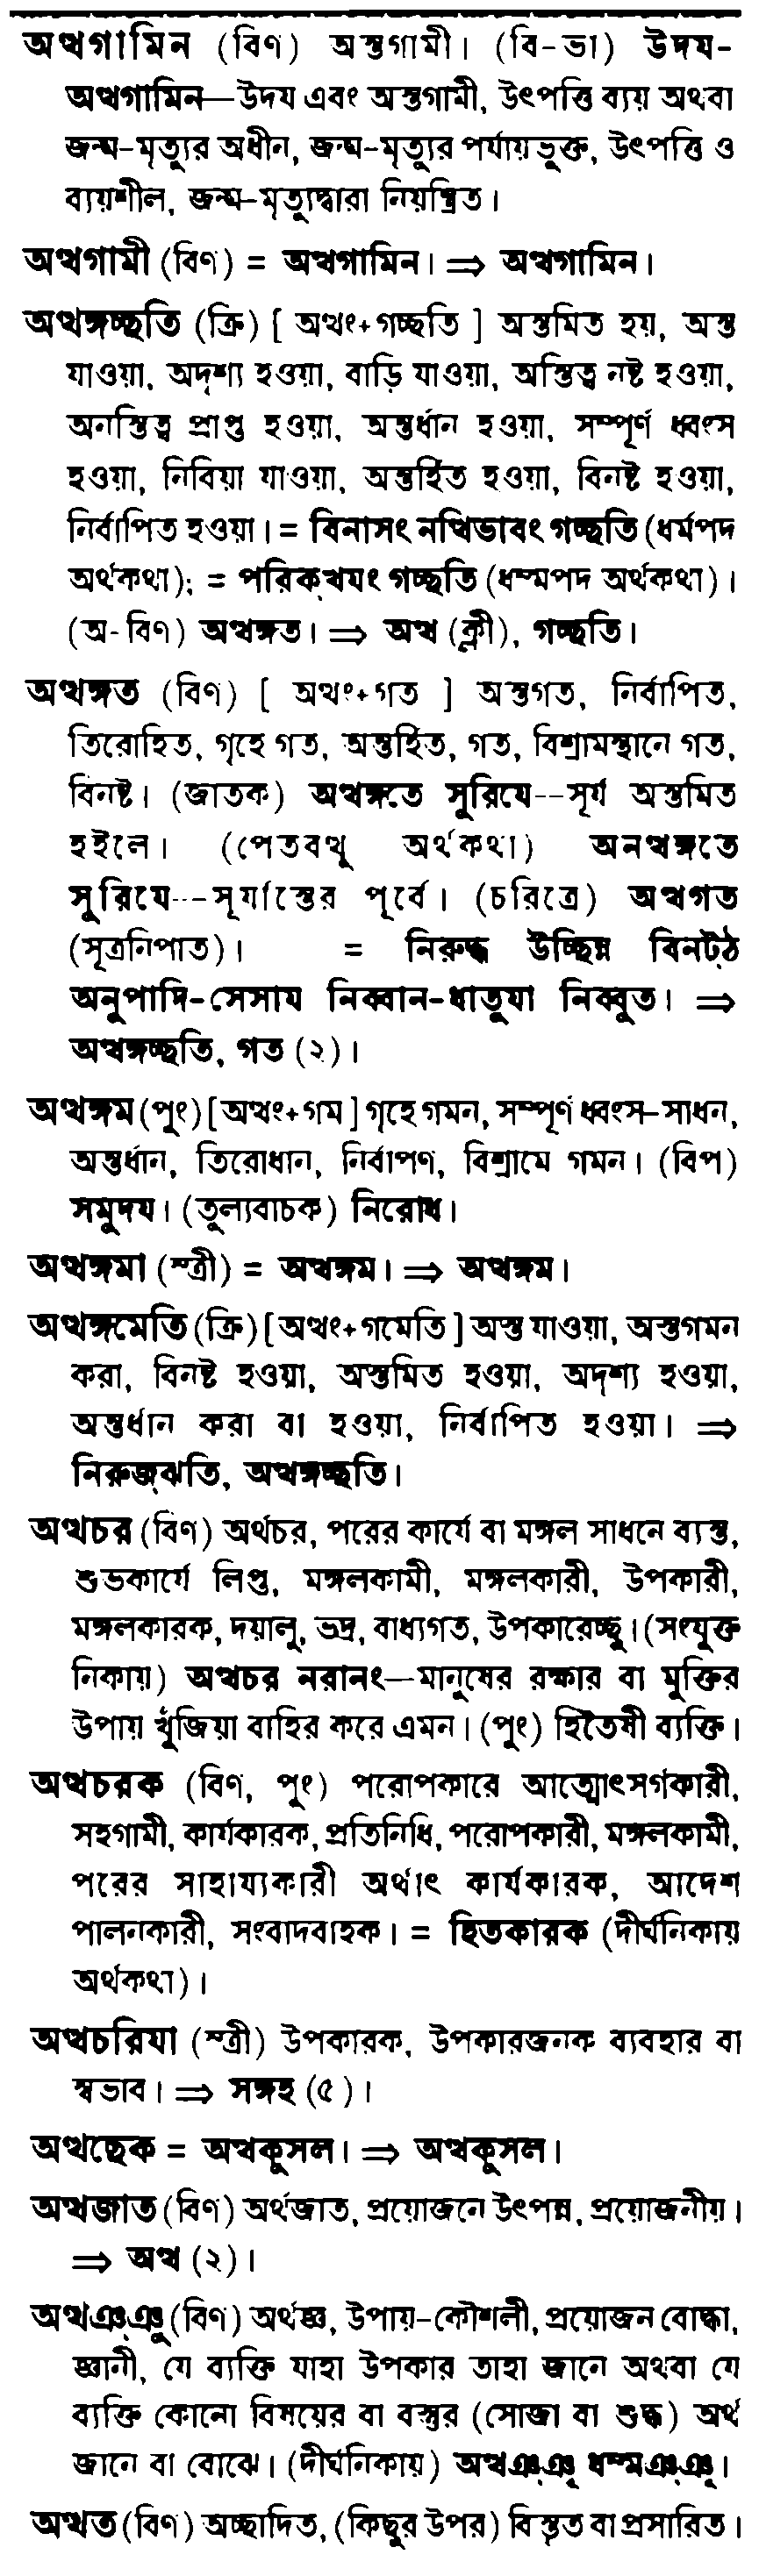 অত্থগামিন (বিণ) অস্তগামী। (বি-ভা) উদয-
অত্থগামিন—উদয এবং অস্তগামী, উৎপত্তি ব্যয় অথবা
জন্ম-মৃত্যুর অধীন, জন্ম-মৃত্যুর পর্যায়ভুক্ত, উৎপত্তি ও
ব্যয়শীল, জন্ম-মৃত্যুদ্বারা নিয়ন্ত্রিত।
অত্থগামী (বিণ) = অত্থগামিন। ⇒ অত্থগামিন।
অত্থঙ্গচ্ছতি (ক্রি) [ অত্থং+গচ্ছতি ] অস্তমিত হয়, অস্ত
যাওয়া, অদৃশ্য হওয়া, বাড়ি যাওয়া, অস্তিত্ব নষ্ট হওয়া,
অনস্তিত্ব প্রাপ্ত হওয়া, অন্তর্ধান হওয়া, সম্পূর্ণ ধ্বংস
হওয়া, নিবিয়া যাওয়া, অন্তর্হিত হওয়া, বিনষ্ট হওয়া,
নির্বাপিত হওয়া। = বিনাসং নত্থিভাবং গচ্ছতি (ধর্মপদ
অর্থকথা); = পরিক্খযং গচ্ছতি (ধম্মপদ অর্থকথা)।
(অ-বিণ) অত্থঙ্গত। ⇒ অত্থ (ক্লী), গচ্ছতি।
অত্থঙ্গত (বিণ) [ অত্থং+গত ] অস্তগত, নির্বাপিত,
তিরোহিত, গৃহে গত, অন্তর্হিত, গত, বিশ্রামস্থানে গত,
বিনষ্ট। (জাতক) অত্থঙ্গতে সুরিযে--সূর্য অস্তমিত
হইলে। (পেতবত্থু অর্থকথা) অনত্থঙ্গতে
সুরিযে---সূর্যাস্তের পূর্বে। (চরিত্রে) অত্থগত
(সূত্রনিপাত)। = নিরুদ্ধ উচ্ছিন্ন বিনট্ঠ
অনুপাদি-সেসায নিব্বান-ধাতুযা নিব্বুত। ⇒
অত্থঙ্গচ্ছতি, গত (২)।
অত্থঙ্গম (পুং) [অত্থং+গম ] গৃহে গমন, সম্পূর্ণ ধ্বংস-সাধন,
অন্তর্ধান, তিরোধান, নির্বাপণ, বিশ্রামে গমন। (বিপ)
সমুদয। (তুল্যবাচক) নিরোধ।
অত্থঙ্গমা (স্ত্রী) = অত্থঙ্গম। ⇒ অত্থঙ্গম।
অত্থঙ্গমেতি (ক্রি) [ অত্থং+গমেতি ] অস্ত যাওয়া, অস্তগমন
করা, বিনষ্ট হওয়া, অস্তমিত হওয়া, অদৃশ্য হওয়া,
অন্তর্ধান করা বা হওয়া, নির্বাপিত হওয়া। ⇒
নিরুজ্ঝতি, অত্থঙ্গচ্ছতি।
অত্থচর (বিণ) অর্থচর, পরের কার্যে বা মঙ্গল সাধনে ব্যস্ত,
শুভকার্যে লিপ্ত, মঙ্গলকামী, মঙ্গলকারী, উপকারী,
মঙ্গলকারক, দয়ালু, ভদ্র, বাধ্যগত, উপকারেচ্ছু। (সংযুক্ত
নিকায়) অত্থচর নরানং—মানুষের রক্ষার বা মুক্তির
উপায় খুঁজিয়া বাহির করে এমন। (পুং) হিতৈষী ব্যক্তি।
অত্থচরক (বিণ, পুং) পরোপকারে আত্মোৎসর্গকারী,
সহগামী, কার্যকারক, প্রতিনিধি, পরোপকারী, মঙ্গলকামী,
পরের সাহায্যকারী অর্থাৎ কার্যকারক, আদেশ
পালনকারী, সংবাদবাহক। = হিতকারক (দীর্ঘনিকায়
অর্থকথা)।
অত্থচরিযা (স্ত্রী) উপকারক, উপকারজনক ব্যবহার বা
স্বভাব। ⇒ সঙ্গহ (৫)।
অত্থছেক = অত্থকুসল। ⇒ অত্থকুসল।
অত্থজাত (বিণ) অর্থজাত, প্রয়োজনে উৎপন্ন, প্রয়োজনীয়।
⇒ অত্থ (২)।
অত্থঞ্ঞু (বিণ) অর্থজ্ঞ, উপায়-কৌশলী, প্রয়োজন বোদ্ধা,
জ্ঞানী, যে ব্যক্তি যাহা উপকার তাহা জানে অথবা যে
ব্যক্তি কোনো বিষয়ের বা বস্তুর (সোজা বা শুদ্ধ) অর্থ
জানে বা বোঝে। (দীর্ঘনিকায়) অত্থঞ্ঞু ধম্মঞ্ঞু।
অত্থত (বিণ) অচ্ছাদিত, (কিছুর উপর) বিস্তৃত বা প্রসারিত।